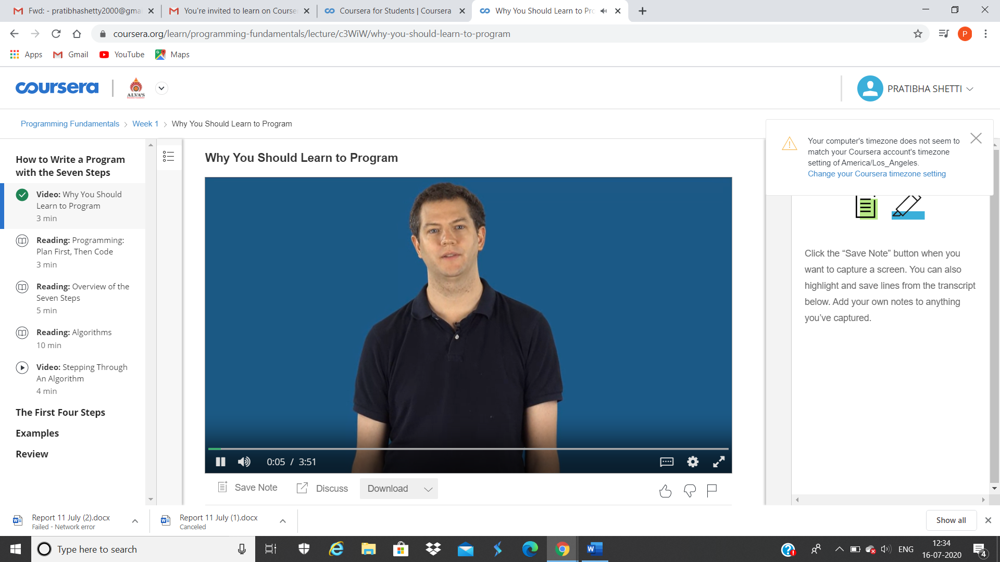 Fwd: - pratibhashetty2000@gmai
You're invited to learn on Course
Coursera for Students | Coursera
Why You Should Learn to Pro
coursera.org/learn/programming-fundamentals/lecture/c3WiW/why-you-should-learn-to-program
P
Apps
Gmail
YouTube
Maps
coursera
ALVA'S
PRATIBHA SHETTI
Programming Fundamentals
Week 1
Why You Should Learn to Program
Your computer's timezone does not seem to
match your Coursera account's timezone
setting of America/Los_Angeles.
Change your Coursera timezone setting
How to Write a Program
with the Seven Steps
Video: Why You Should
Learn to Program
3 min
Reading: Programming:
Plan First, Then Code
3 min
Reading: Overview of the
Seven Steps
5 min
Reading: Algorithms
10 min
Video: Stepping Through
An Algorithm
4 min
The First Four Steps
Examples
Review
Why You Should Learn to Program
0:05 / 3:51
Save Note
Discuss
Download
Click the “Save Note” button when you
want to capture a screen. You can also
highlight and save lines from the transcript
below. Add your own notes to anything
you’ve captured.
Report 11 July (2).docx
Failed - Network error
Report 11 July (1).docx
Canceled
Show all
Type here to search
ENG
12:34
16-07-2020
4